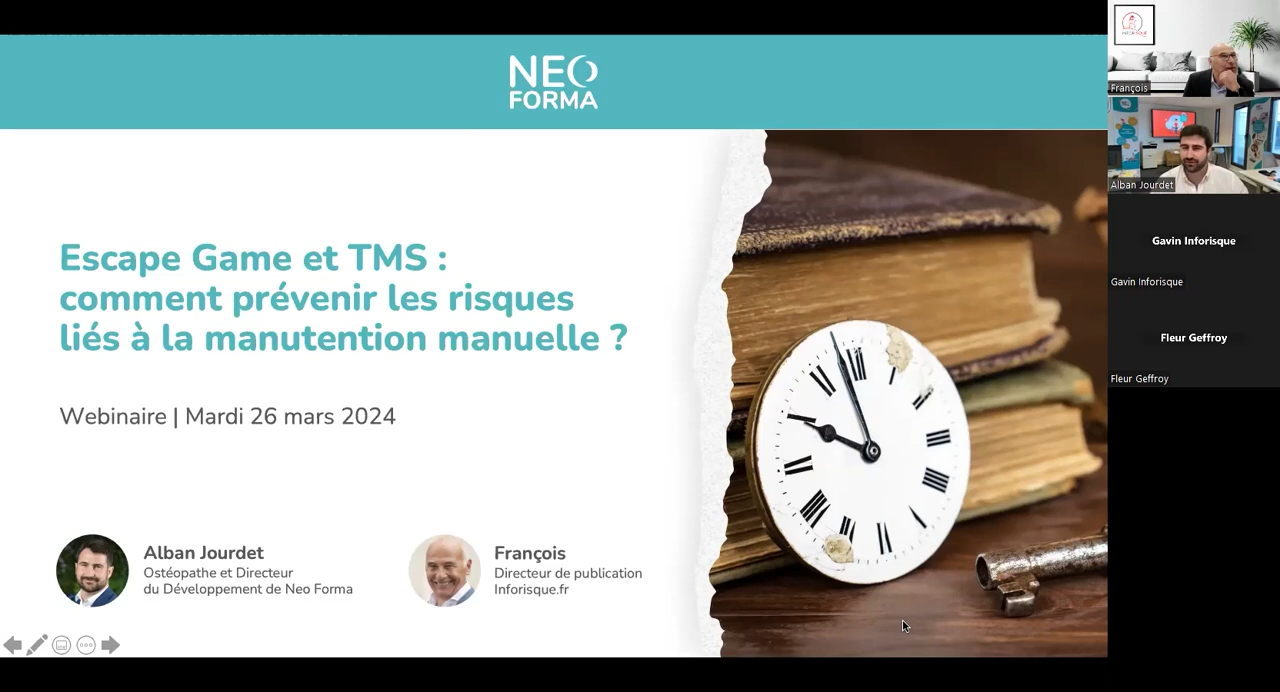 NEO
FORMA
Escape Game et TMS :
comment prévenir les risques
liés à la manutention manuelle ?
Webinaire | Mardi 26 mars 2024
Alban Jourdet
Ostéopathe et Directeur
du Développement de Neo Forma
François
Directeur de publication
Inforisque.fr
François
Alban Jourdet
Gavin Inforisque
Gavin Inforisque
Fleur Geffroy
Fleur Geffroy